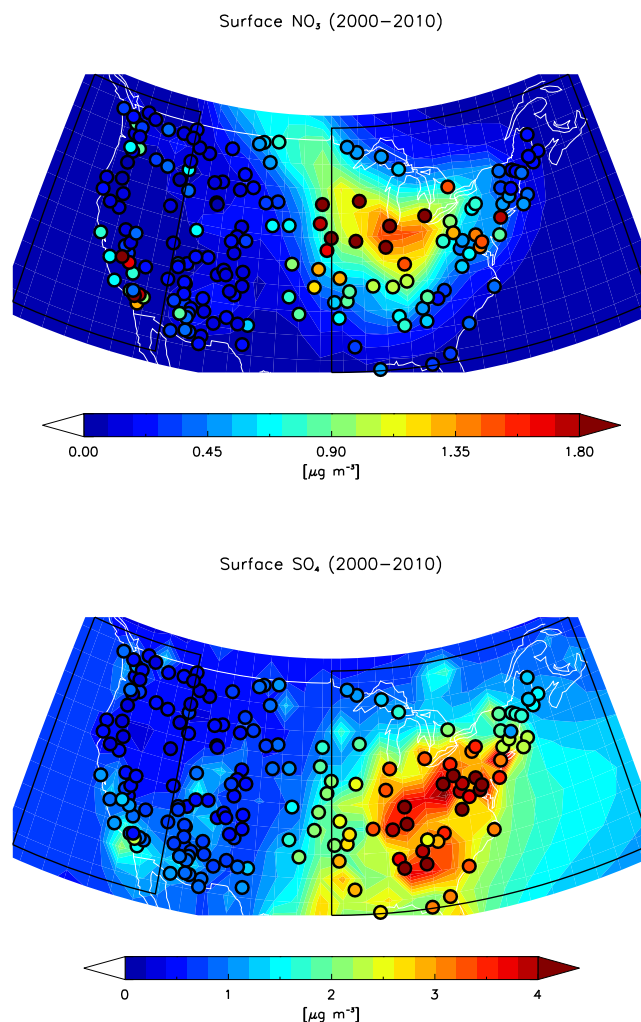 Surface NO₃ (2000−2010)
0.00 0.45 0.90 1.35 1.80
[μg m⁻³]
Surface SO₄ (2000−2010)
0 1 2 3 4
[μg m⁻³]